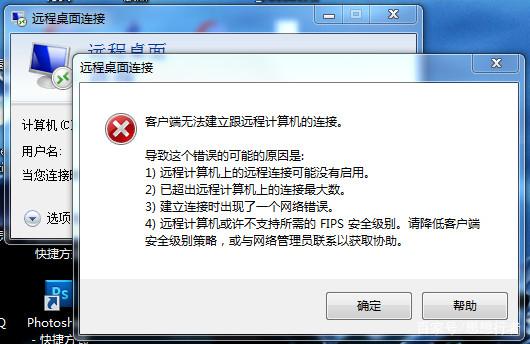 远程桌面连接
远程桌面
远程桌面连接
计算机(C)
用户名:
当您连接时
选项
客户端无法建立跟远程计算机的连接。
导致这个错误的可能的原因是:
1) 远程计算机上的远程连接可能没有启用。
2) 已超出远程计算机上的连接最大数。
3) 建立连接时出现了一个网络错误。
4) 远程计算机或许不支持所需的 FIPS 安全级别。请降低客户端
安全级别策略，或与网络管理员联系以获取协助。
确定
帮助
快捷方式
Ps
Photosh
- 快捷方式